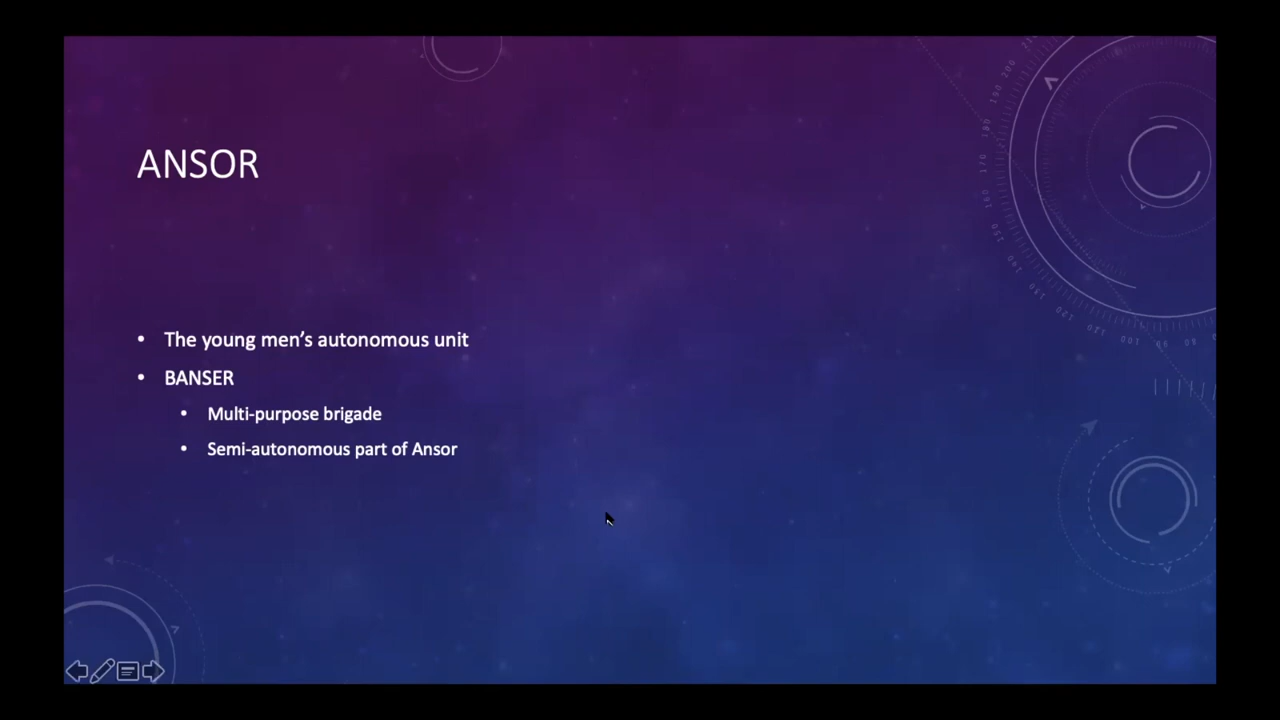 ANSOR
• The young men’s autonomous unit
• BANSER
• Multi-purpose brigade
• Semi-autonomous part of Ansor